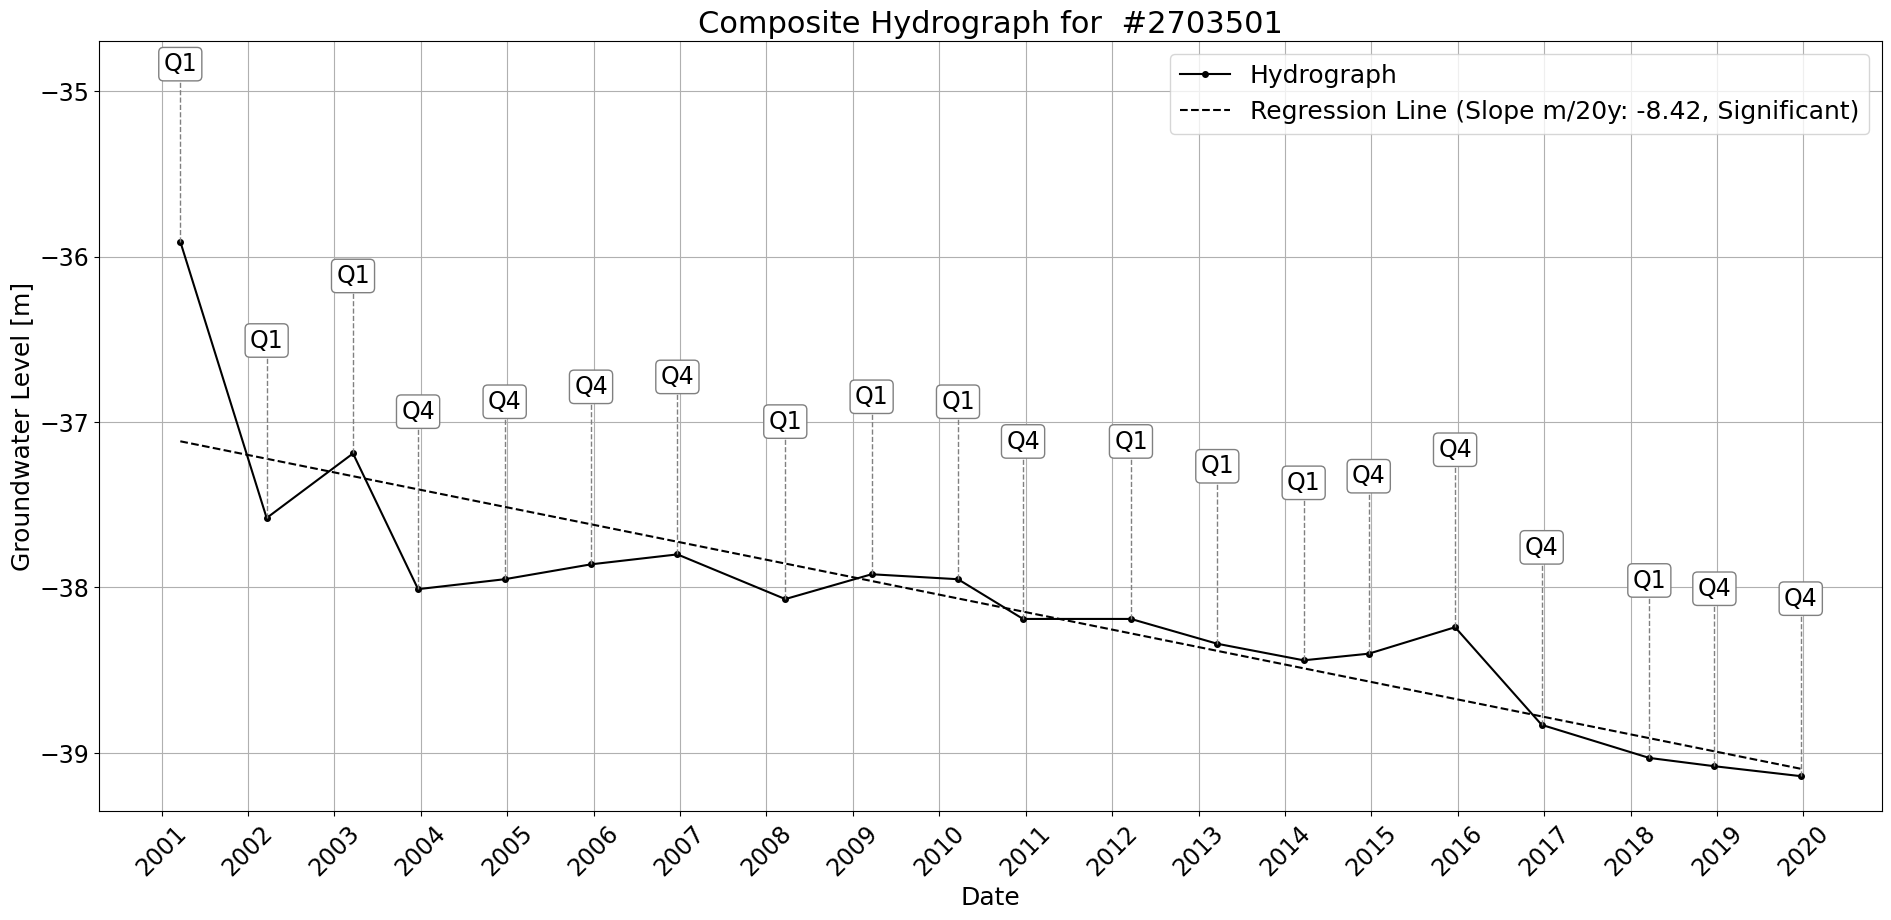 Composite Hydrograph for  #2703501
Hydrograph
Regression Line (Slope m/20y: -8.42, Significant)
Groundwater Level [m]
−35
−36
−37
−38
−39
Q1
Q1
Q1
Q4
Q4
Q4
Q4
Q1
Q1
Q1
Q4
Q1
Q1
Q1
Q4
Q4
Q4
Q1
Q4
Q4
2001
2002
2003
2004
2005
2006
2007
2008
2009
2010
2011
2012
2013
2014
2015
2016
2017
2018
2019
2020
Date